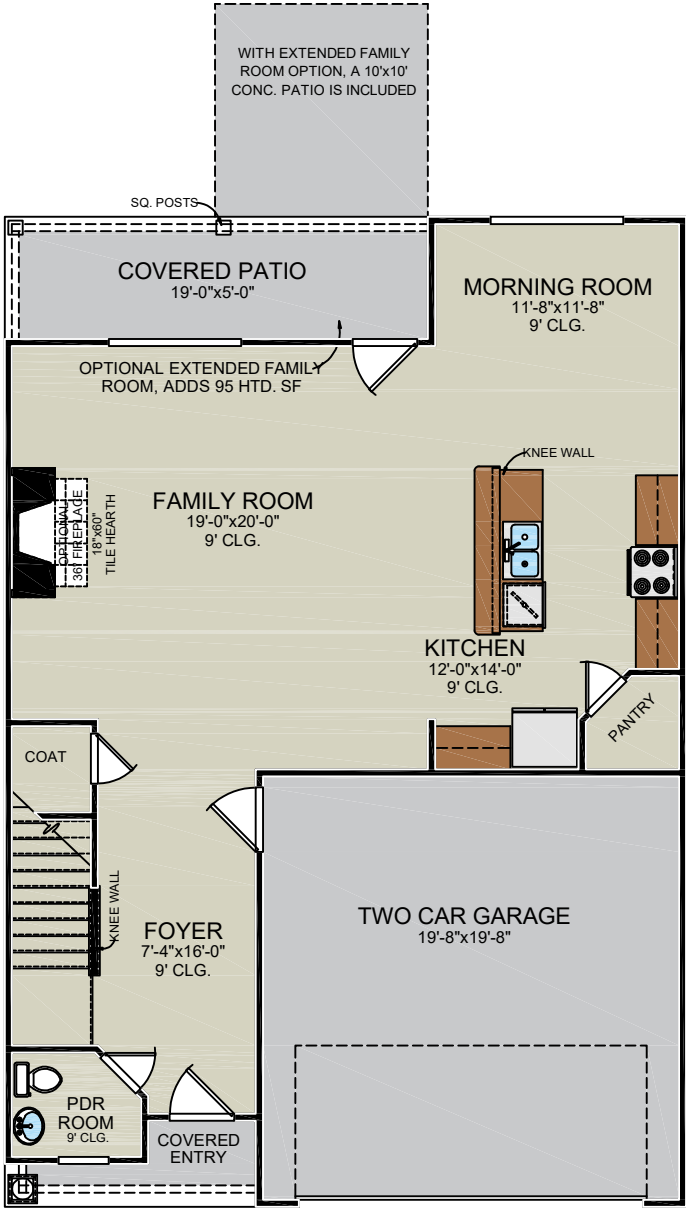 WITH EXTENDED FAMILY
ROOM OPTION, A 10'x10'
CONC. PATIO IS INCLUDED
SQ. POSTS
COVERED PATIO
19'-0"x5'-0"
MORNING ROOM
11'-8"x11'-8"
9' CLG.
OPTIONAL EXTENDED FAMILY
ROOM, ADDS 95 HTD. SF
KNEE WALL
FAMILY ROOM
19'-0"x20'-0"
9' CLG.
OPTIONAL
36" FIREPLACE
18"x60"
TILE HEARTH
KITCHEN
12'-0"x14'-0"
9' CLG.
PANTRY
COAT
KNEE WALL
FOYER
7'-4"x16'-0"
9' CLG.
TWO CAR GARAGE
19'-8"x19'-8"
PDR
ROOM
9' CLG.
COVERED
ENTRY